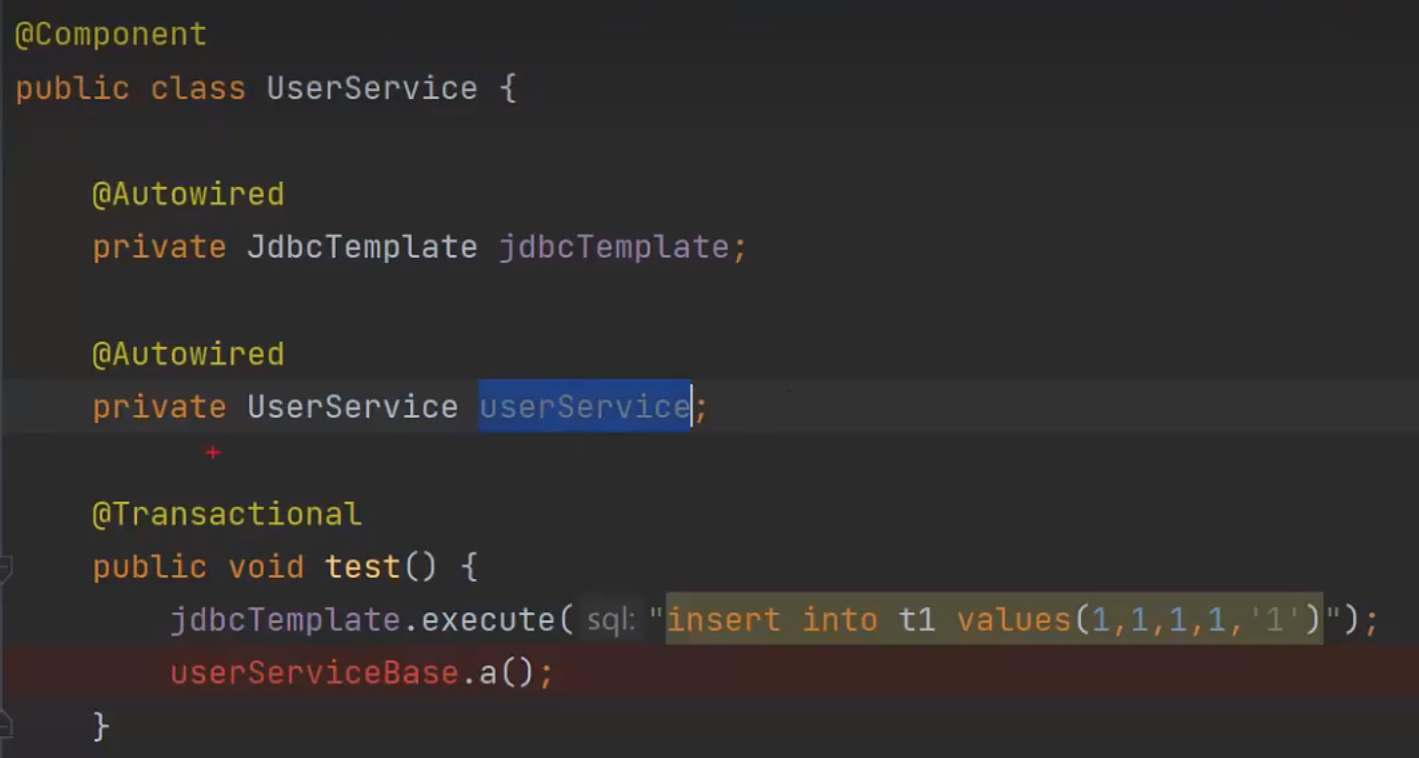 @Component
public class UserService {
@Autowired
private JdbcTemplate jdbcTemplate;
@Autowired
private UserService userService;
@Transactional
public void test() {
jdbcTemplate.execute( sql: "insert into t1 values(1,1,1,1,'1')");
userServiceBase.a();
}